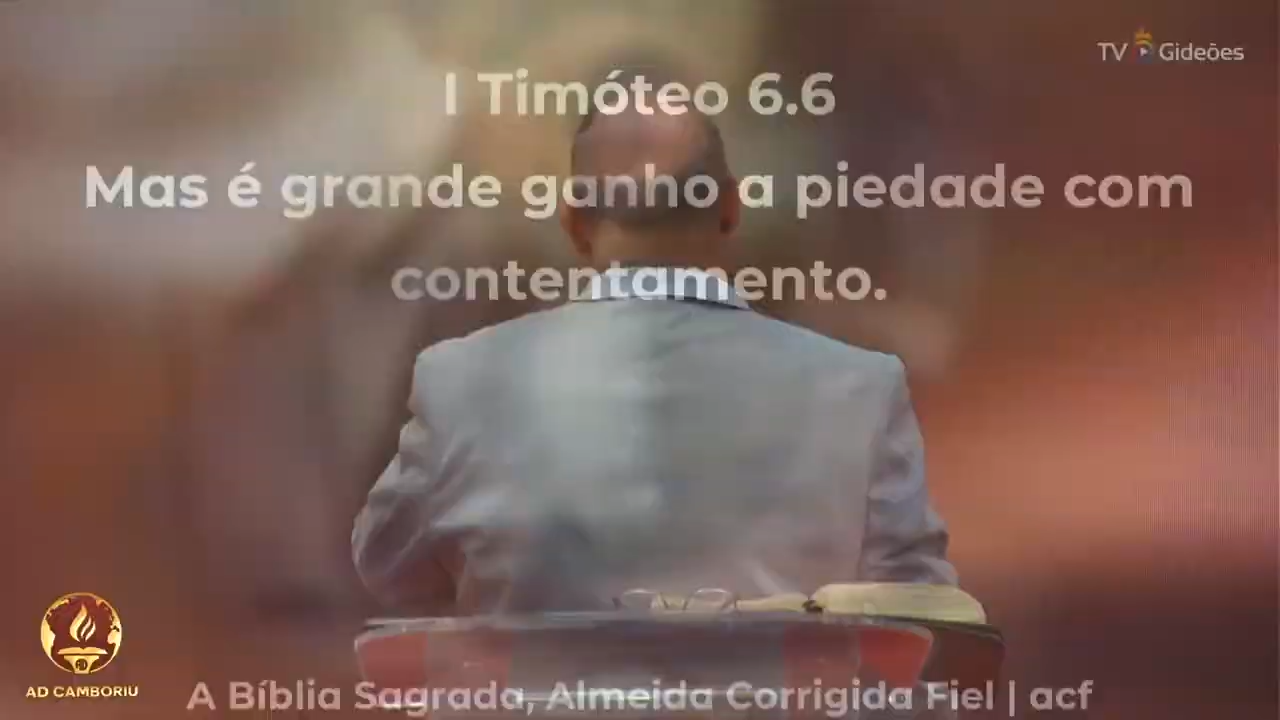 TV Gideões
I Timóteo 6.6
Mas é grande ganho a piedade com
contentamento.
AD CAMBORIU
A Bíblia Sagrada, Almeida Corrigida Fiel | acf